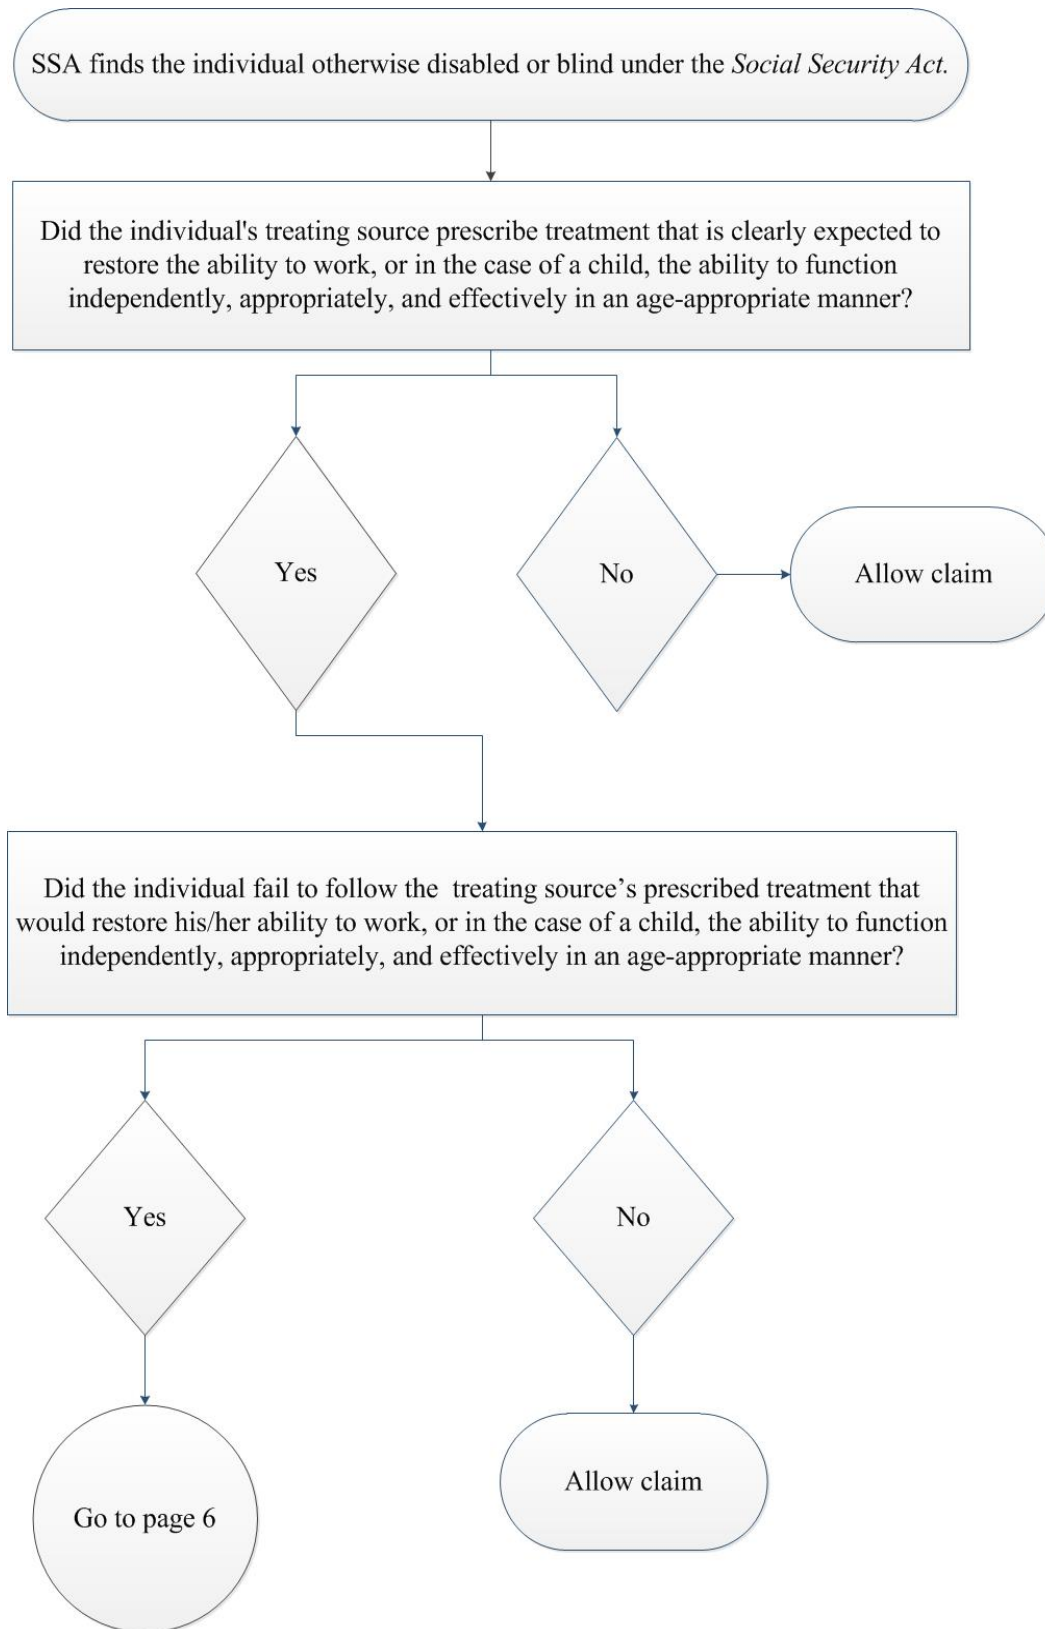 SSA finds the individual otherwise disabled or blind under the Social Security Act.
Did the individual's treating source prescribe treatment that is clearly expected to
restore the ability to work, or in the case of a child, the ability to function
independently, appropriately, and effectively in an age-appropriate manner?
Yes
No
Allow claim
Did the individual fail to follow the treating source’s prescribed treatment that
would restore his/her ability to work, or in the case of a child, the ability to function
independently, appropriately, and effectively in an age-appropriate manner?
Yes
No
Go to page 6
Allow claim